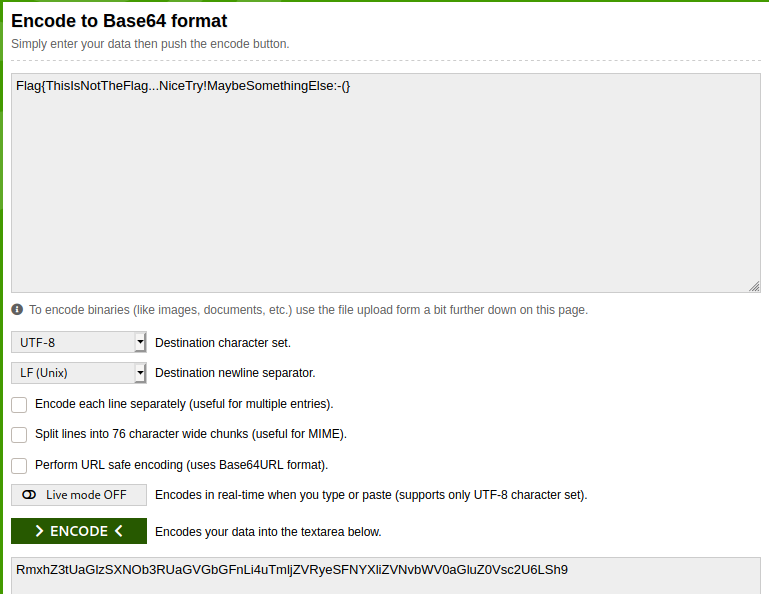 Encode to Base64 format
Simply enter your data then push the encode button.
Flag{ThisIsNotTheFlag...NiceTry!MaybeSomethingElse:-(}
To encode binaries (like images, documents, etc.) use the file upload form a bit further down on this page.
UTF-8 Destination character set.
LF (Unix) Destination newline separator.
Encode each line separately (useful for multiple entries).
Split lines into 76 character wide chunks (useful for MIME).
Perform URL safe encoding (uses Base64URL format).
Live mode OFF Encodes in real-time when you type or paste (supports only UTF-8 character set).
> ENCODE < Encodes your data into the textarea below.
RmxhZ3tUaGlzSXNOb3RUaGVGbGFnLi4uTmljZVRyeSFNYXliZVNvbWV0aGluZ0Vsc2U6LSh9